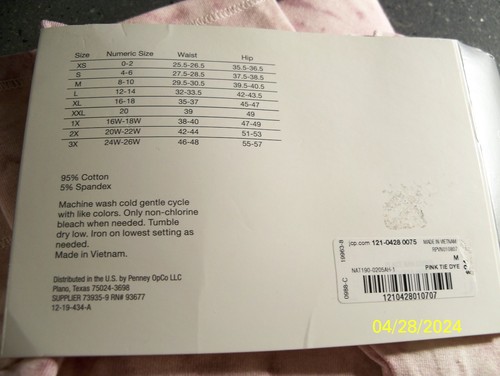 Size Numeric Size Waist Hip
XS 0-2 25.5-26.5 35.5-36.5
S 4-6 27.5-28.5 37.5-38.5
M 8-10 29.5-30.5 39.5-40.5
L 12-14 32-33.5 42-43.5
XL 16-18 35-37 45-47
XXL 20 39 49
1X 16W-18W 38-40 47-49
2X 20W-22W 42-44 51-53
3X 24W-26W 46-48 55-57
95% Cotton
5% Spandex
Machine wash cold gentle cycle
with like colors. Only non-chlorine
bleach when needed. Tumble
dry low. Iron on lowest setting as
needed.
Made in Vietnam.
Distributed in the U.S. by Penney OpCo LLC
Plano, Texas 75024-3698
SUPPLIER 73935-9 RN# 93677
12-19-434-A
jcp.com 121-0428 0075 MADE IN VIETNAM
M
NAT190-0205AH-1 PINK TIE DYE
1210428010707
04/28/2024